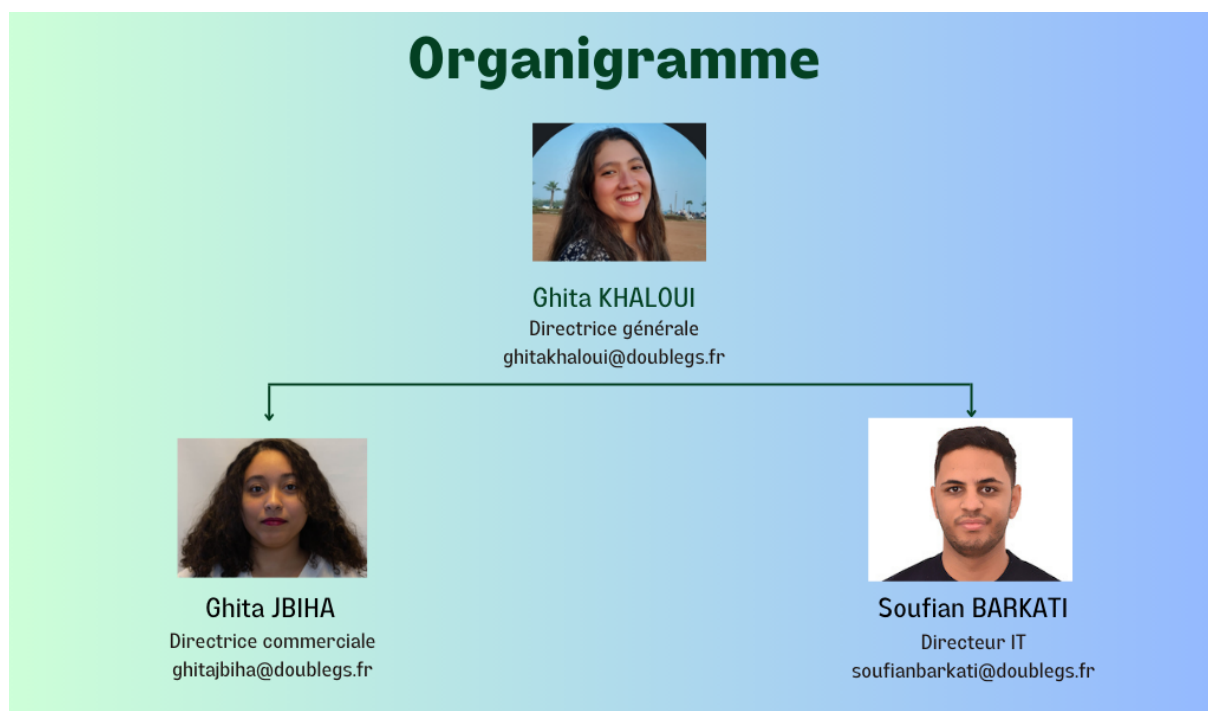 Organigramme
Ghita KHALOUI
Directrice générale
ghitakhaloui@doublegs.fr
Ghita JBIHA
Directrice commerciale
ghitajbiha@doublegs.fr
Soufian BARKATI
Directeur IT
soufianbarkati@doublegs.fr